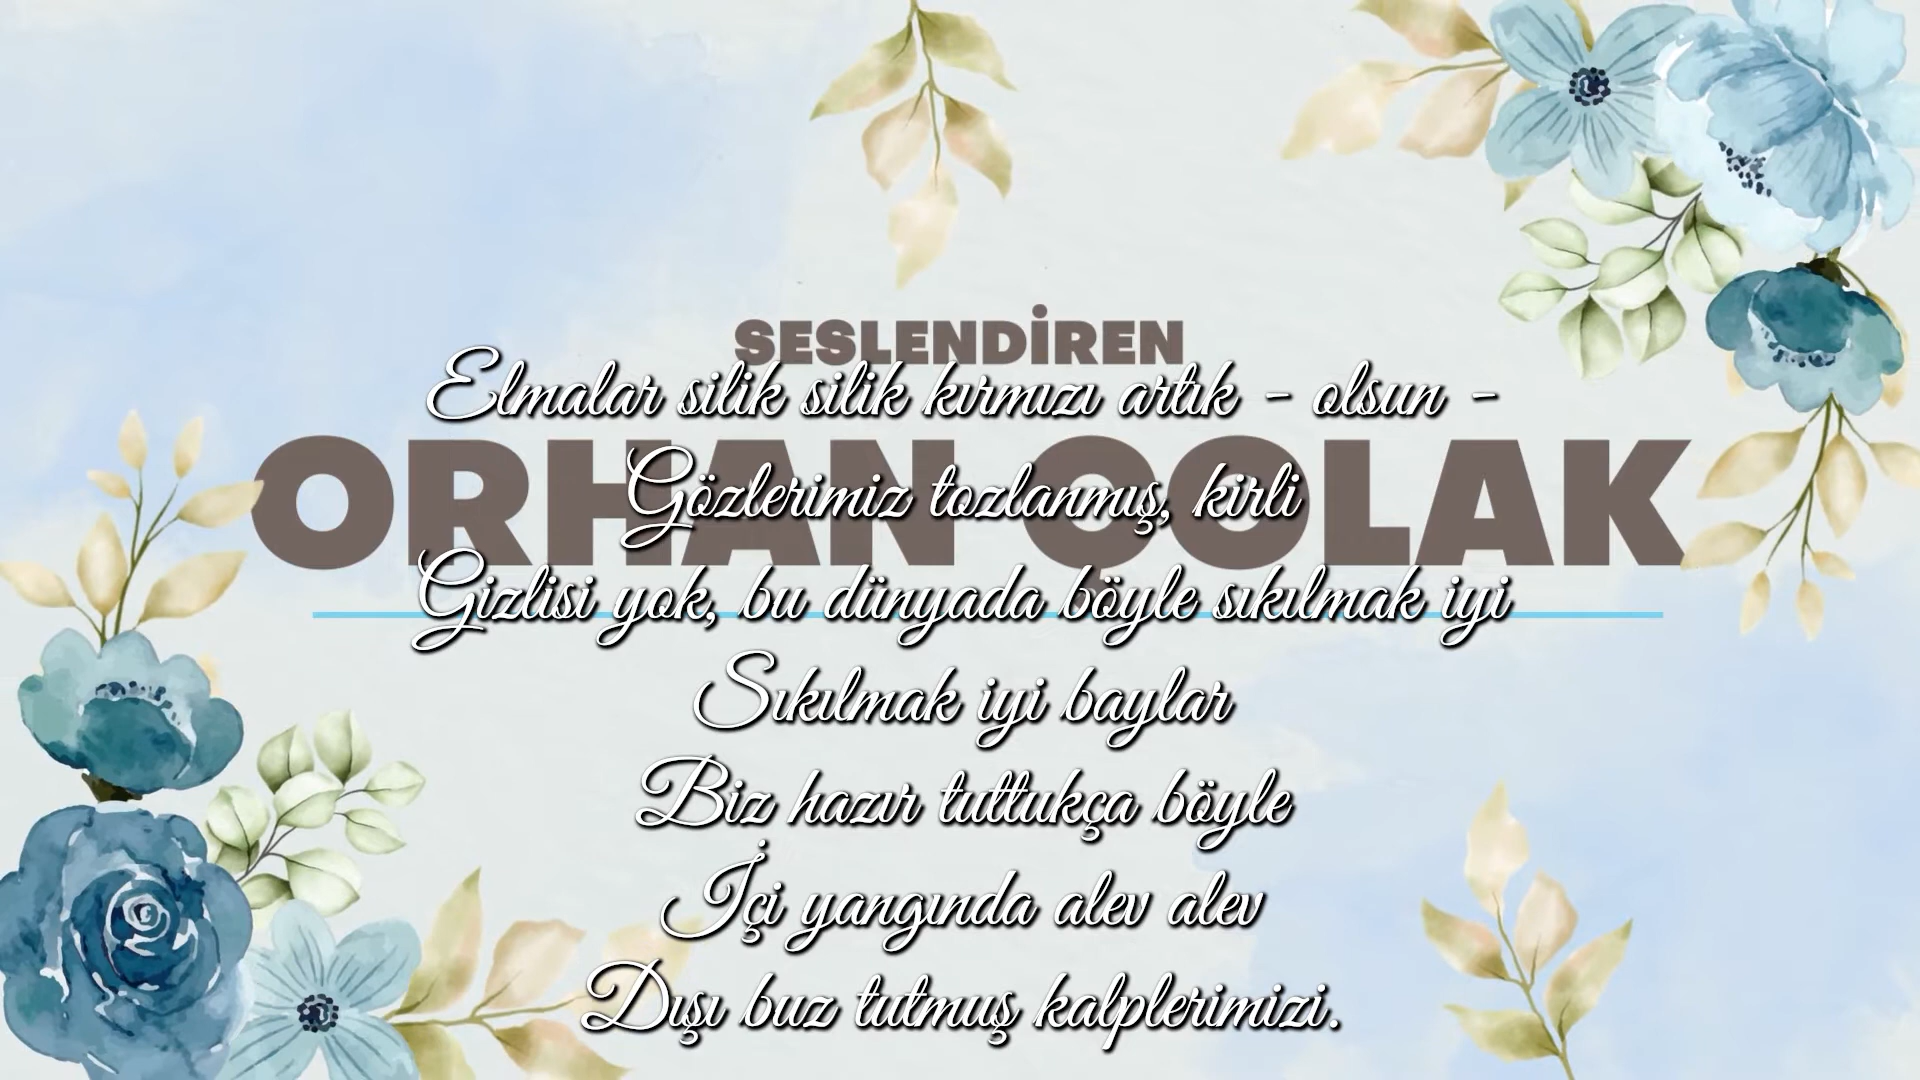 SESLENDİREN
Elmalar silik silik kırmızı artık - olsun -
ORHAN ÇOLAK
Gözlerimiz tozlanmış, kirli
Gizlisi yok, bu dünyada böyle sıkılmak iyi
Sıkılmak iyi baylar
Biz hazır tuttukça böyle
İçi yangında alev alev
Dışı buz tutmuş kalplerimizi.